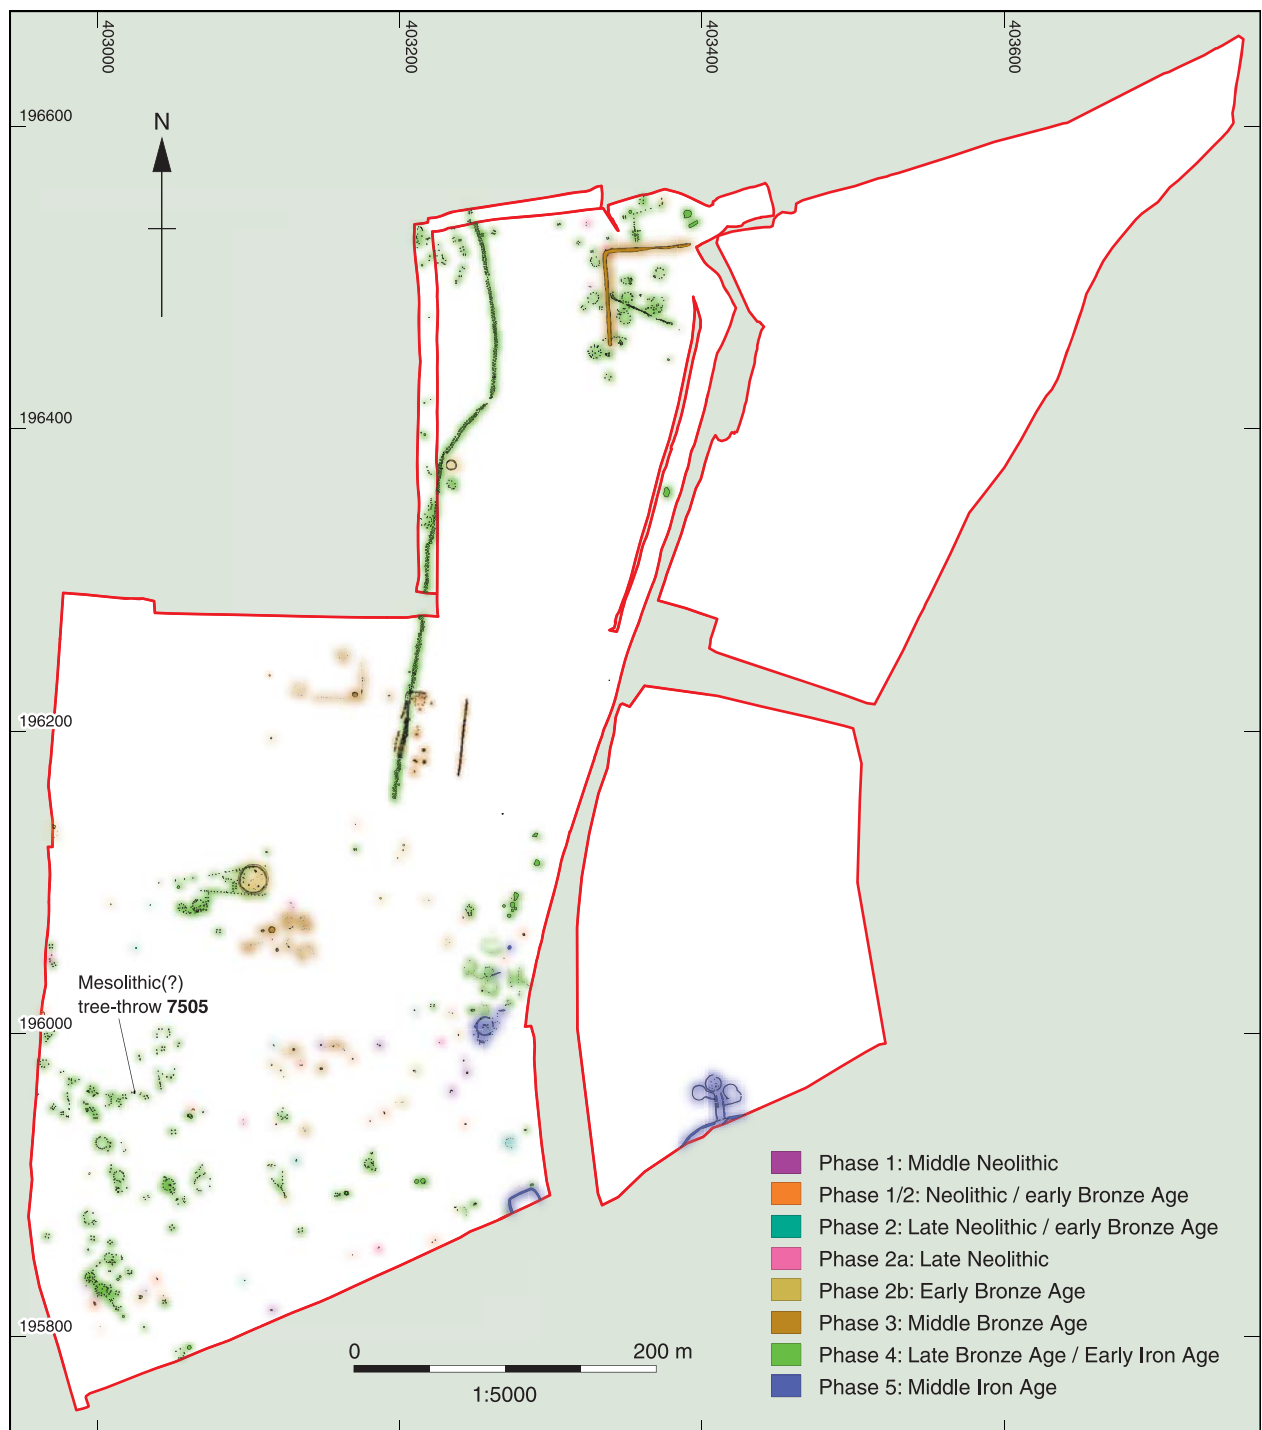 403000
403200
403400
403600
196600
N
196400
196200
Mesolithic(?)
tree-throw 7505
196000
195800
Phase 1: Middle Neolithic
Phase 1/2: Neolithic / early Bronze Age
Phase 2: Late Neolithic / early Bronze Age
Phase 2a: Late Neolithic
Phase 2b: Early Bronze Age
Phase 3: Middle Bronze Age
Phase 4: Late Bronze Age / Early Iron Age
Phase 5: Middle Iron Age
0 200 m
1:5000